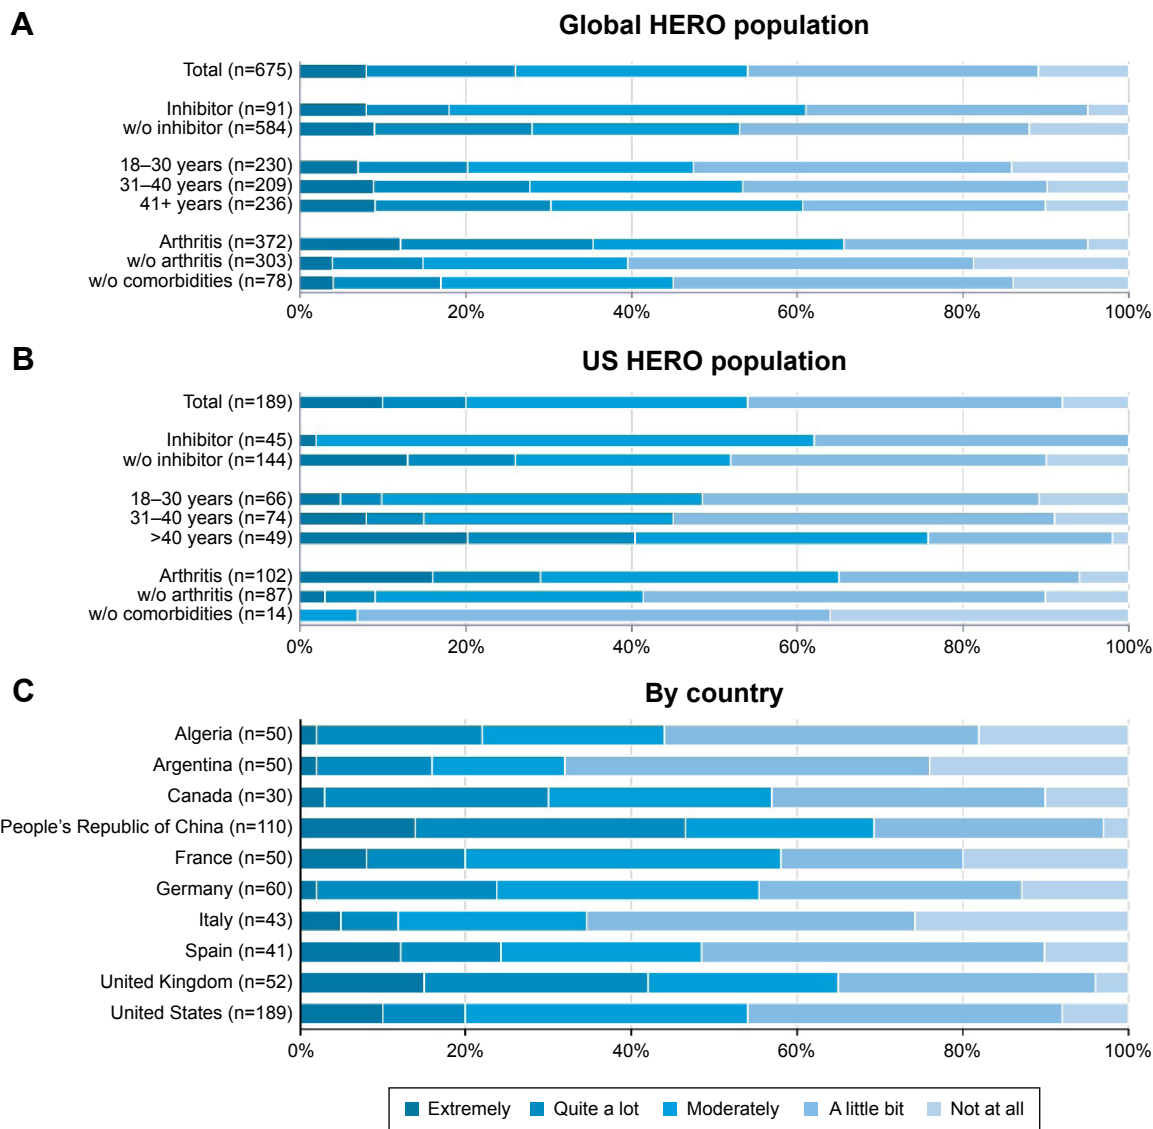 A
Global HERO population
Total (n=675)
Inhibitor (n=91)
w/o inhibitor (n=584)
18–30 years (n=230)
31–40 years (n=209)
41+ years (n=236)
Arthritis (n=372)
w/o arthritis (n=303)
w/o comorbidities (n=78)
0% 20% 40% 60% 80% 100%
B
US HERO population
Total (n=189)
Inhibitor (n=45)
w/o inhibitor (n=144)
18–30 years (n=66)
31–40 years (n=74)
>40 years (n=49)
Arthritis (n=102)
w/o arthritis (n=87)
w/o comorbidities (n=14)
0% 20% 40% 60% 80% 100%
C
By country
Algeria (n=50)
Argentina (n=50)
Canada (n=30)
People’s Republic of China (n=110)
France (n=50)
Germany (n=60)
Italy (n=43)
Spain (n=41)
United Kingdom (n=52)
United States (n=189)
0% 20% 40% 60% 80% 100%
Extremely Quite a lot Moderately A little bit Not at all